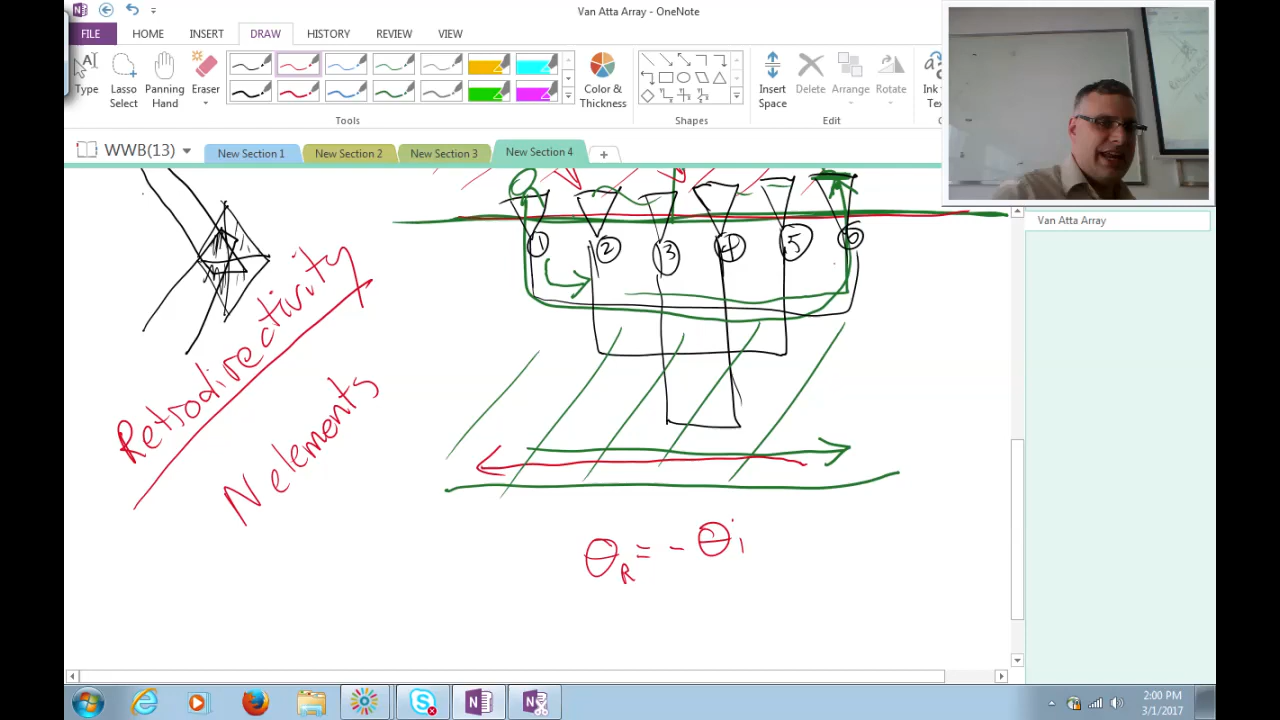 Van Atta Array - OneNote
FILE HOME INSERT DRAW HISTORY REVIEW VIEW
Type
Lasso Select
Panning Hand
Eraser
Color & Thickness
Insert Space
Delete
Arrange
Rotate
Ink to Tex
Tools
Shapes
Edit
WWB(13)
New Section 1
New Section 2
New Section 3
New Section 4
Van Atta Array
1 2 3 4 5 6
Retrodirectivity
N elements
θR = - θi
2:00 PM
3/1/2017